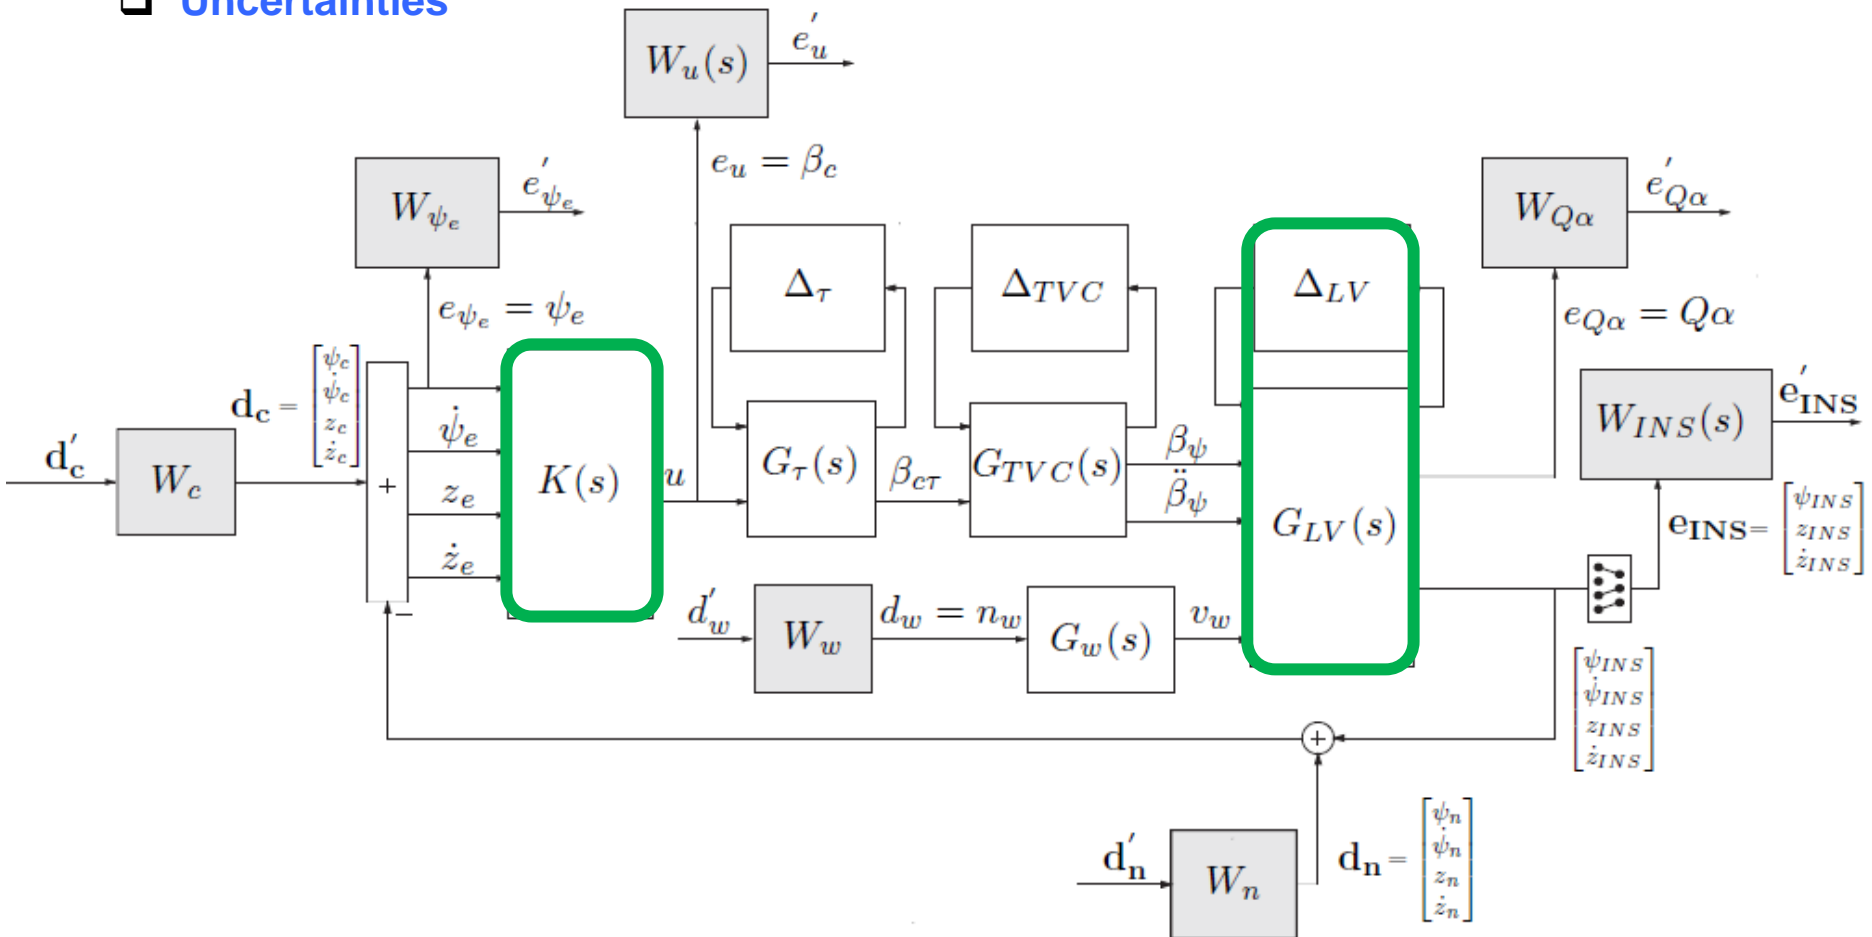 ❑ Uncertainties
W_u(s)
e'_u
e_u = β_c
W_{ψ_e}
e'_{ψ_e}
e_{ψ_e} = ψ_e
W_{Qα}
e'_{Qα}
e_{Qα} = Qα
Δ_τ
Δ_{TVC}
Δ_{LV}
d'_c
W_c
d_c = [ψ_c ψ̇_c z_c ż_c]
+
−
ψ̇_e
z_e
ż_e
K(s)
u
G_τ(s)
β_{cτ}
G_{TVC}(s)
β_ψ
β̈_ψ
G_{LV}(s)
W_{INS}(s)
e'_{INS}
e_{INS} = [ψ_{INS} z_{INS} ż_{INS}]
d'_w
W_w
d_w = n_w
G_w(s)
v_w
[ψ_{INS} ψ̇_{INS} z_{INS} ż_{INS}]
+
d'_n
W_n
d_n = [ψ_n ψ̇_n z_n ż_n]